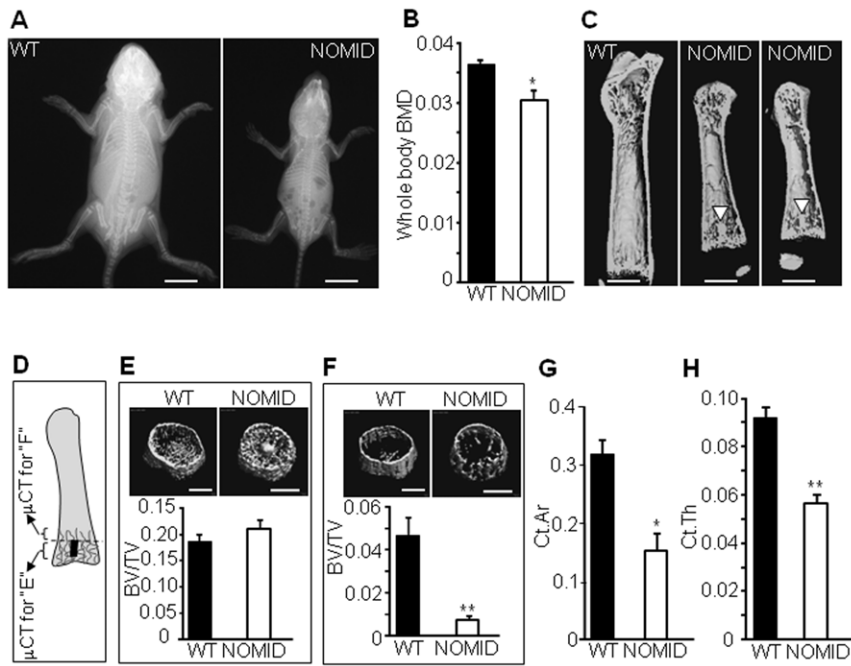 A
WT
NOMID
B
Whole body BMD
0.04
0.03
0.02
0.01
0
*
WT NOMID
C
WT
NOMID
NOMID
D
μCT for "F"
μCT for "E"
E
WT NOMID
BV/TV
0.15
0.20
0.15
0.10
0.05
0.00
WT NOMID
F
WT NOMID
BV/TV
0.06
0.04
0.02
0
**
WT NOMID
G
Ct.Ar
0.4
0.3
0.2
0.1
0
*
WT NOMID
H
Ct.Th
0.10
0.08
0.06
0.04
0.02
0
**
WT NOMID